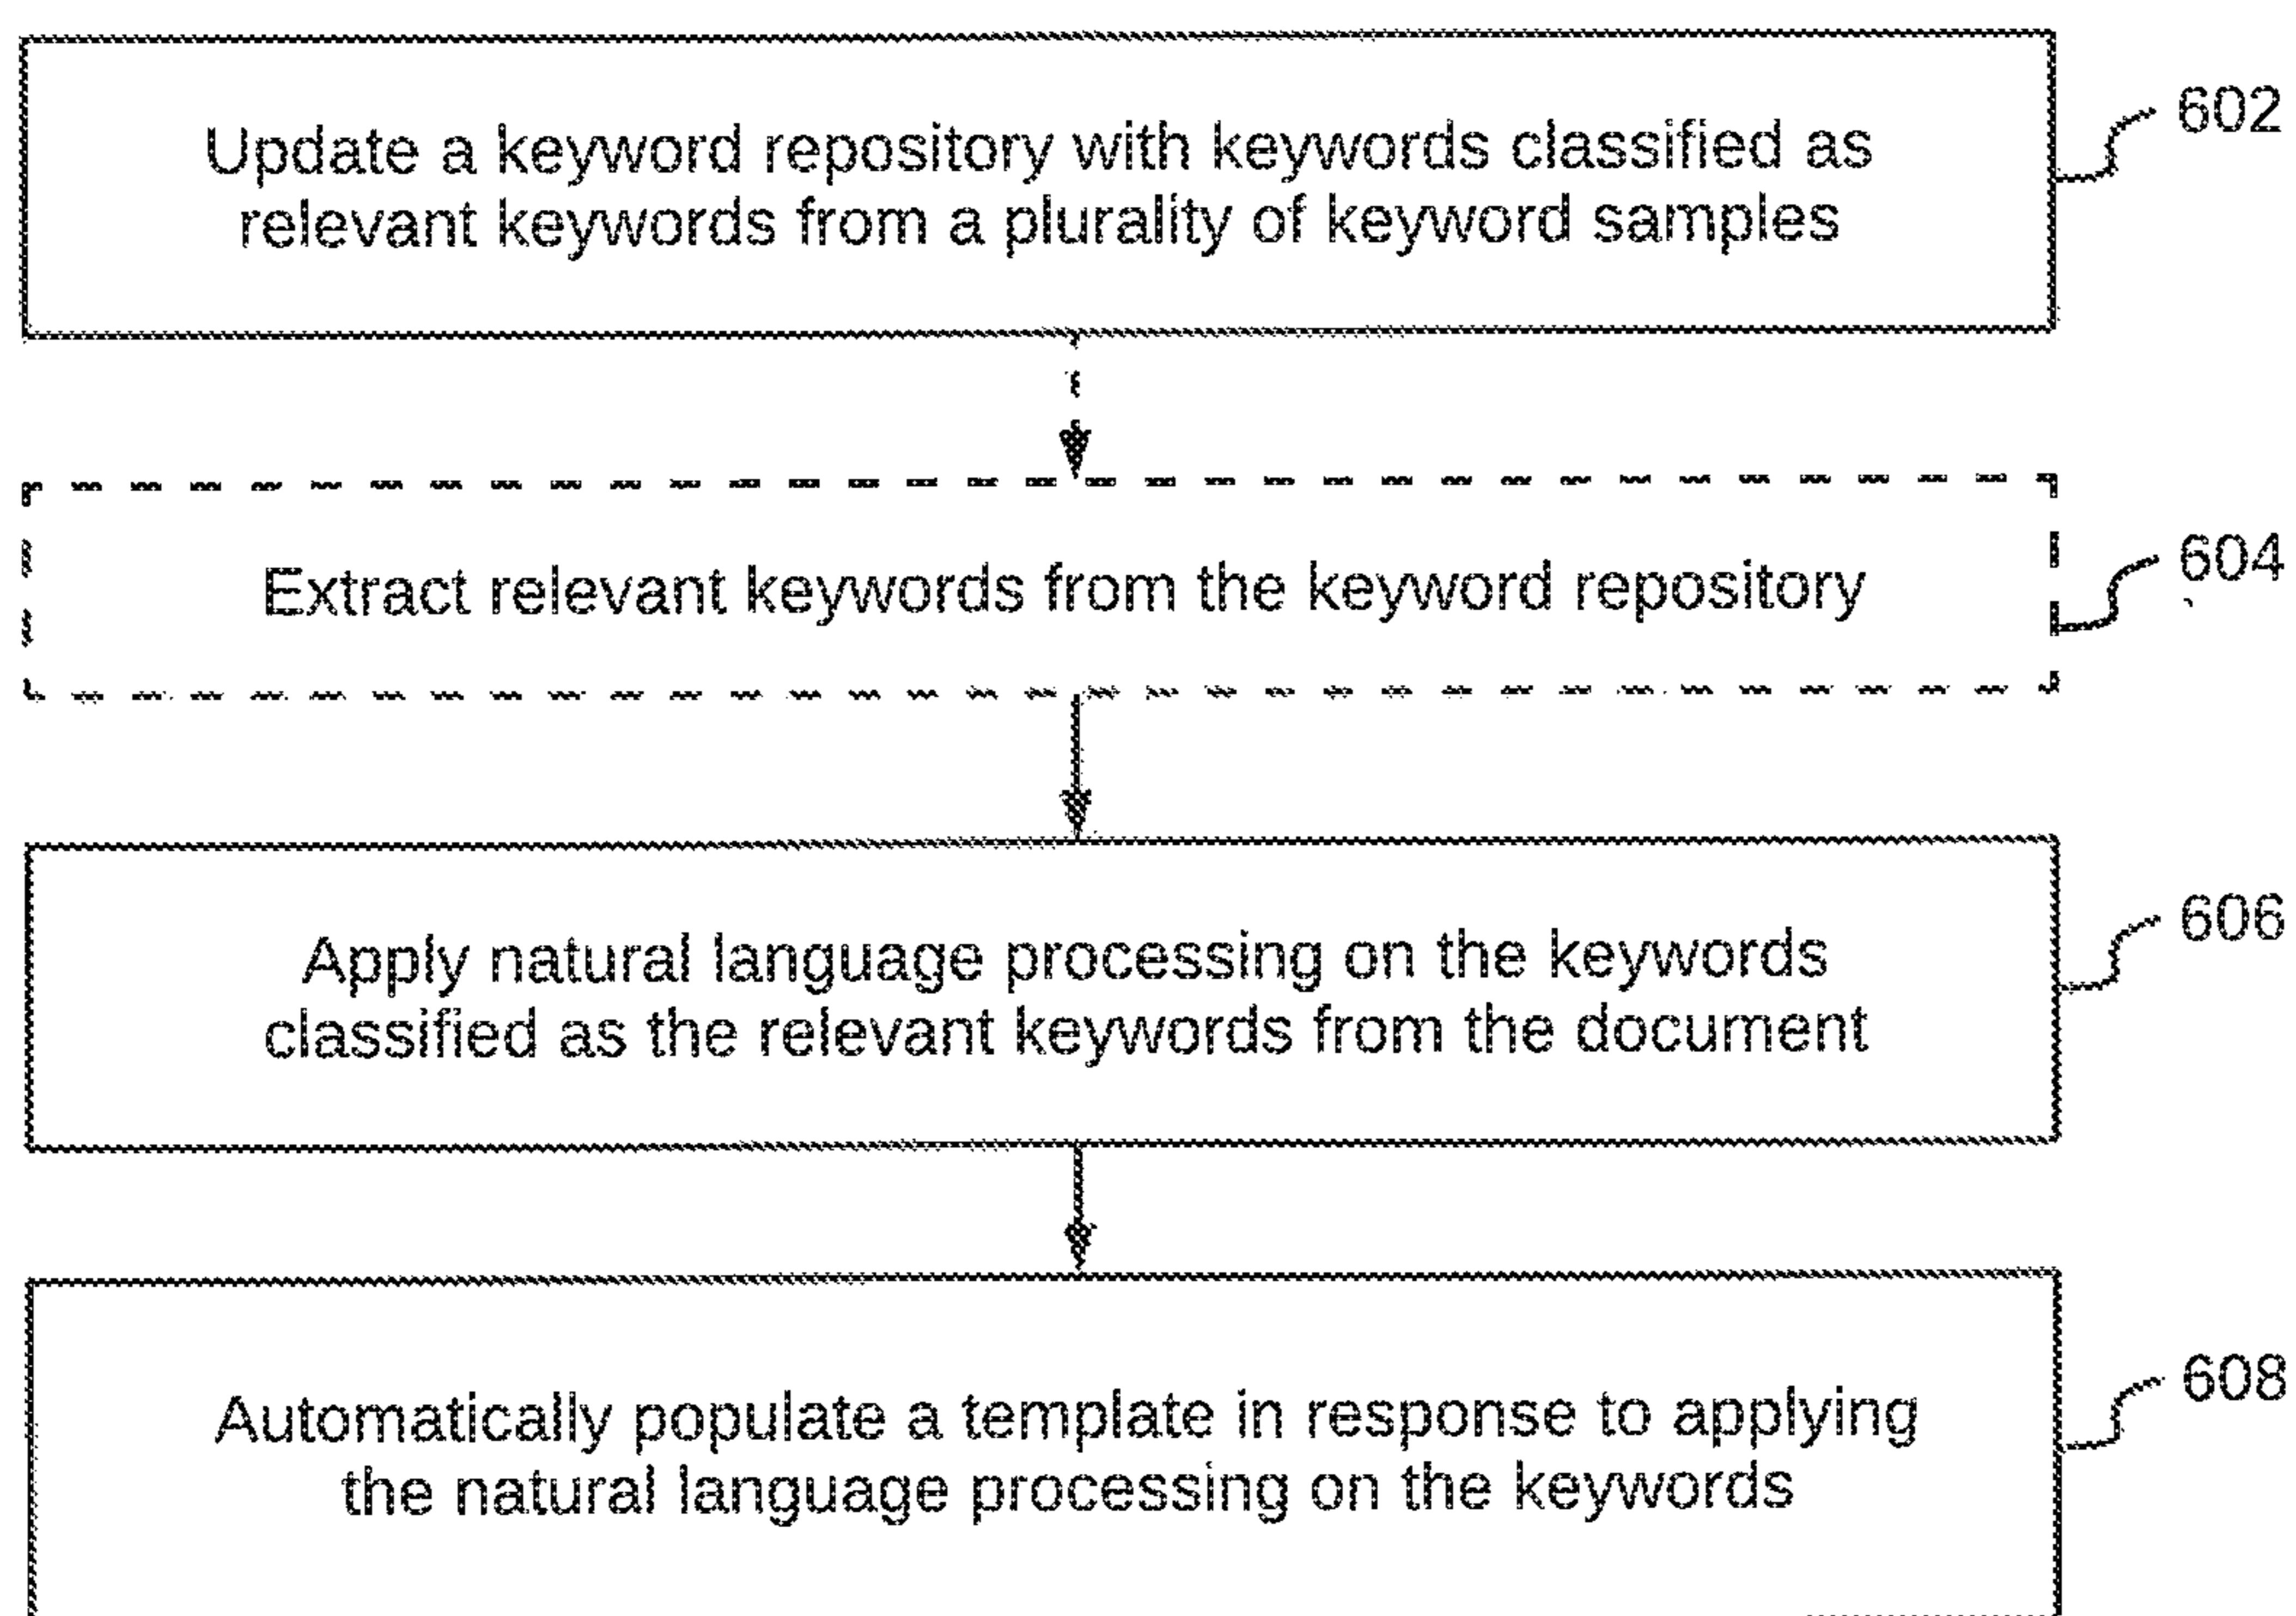 Update a keyword repository with keywords classified as
relevant keywords from a plurality of keyword samples
602
Extract relevant keywords from the keyword repository
604
Apply natural language processing on the keywords
classified as the relevant keywords from the document
606
Automatically populate a template in response to applying
the natural language processing on the keywords
608